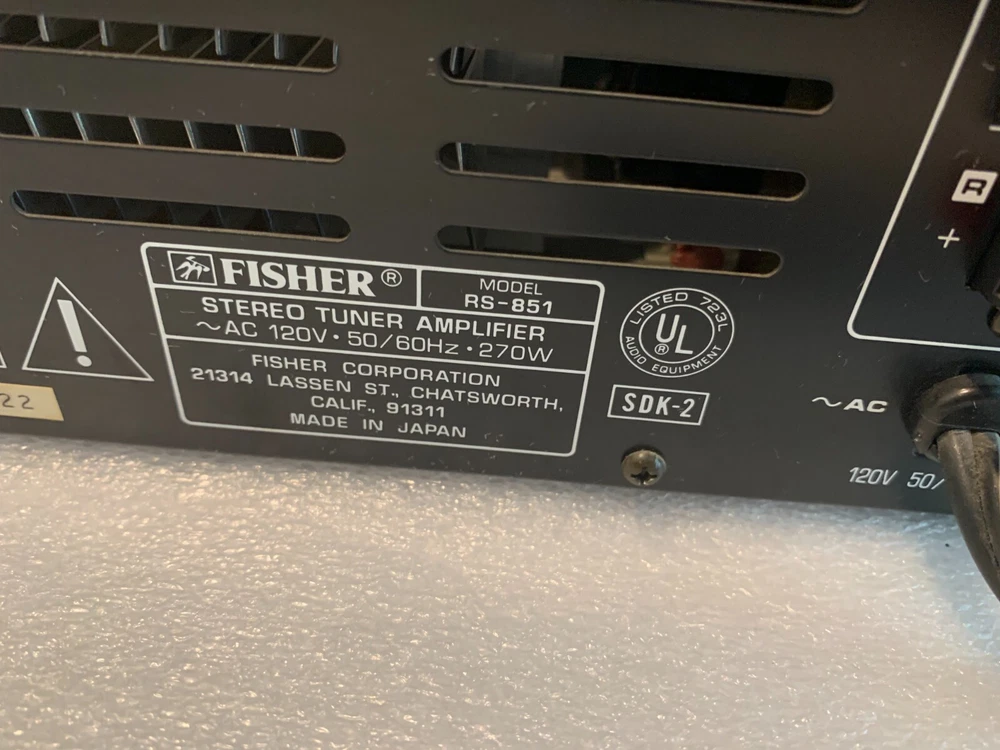 R
+
FISHER®
MODEL
RS-851
STEREO TUNER AMPLIFIER
~AC 120V • 50/60Hz • 270W
FISHER CORPORATION
21314 LASSEN ST., CHATSWORTH,
CALIF., 91311
MADE IN JAPAN
!
LISTED 723L
UL®
AUDIO EQUIPMENT
SDK-2
22
~AC
120V 50/